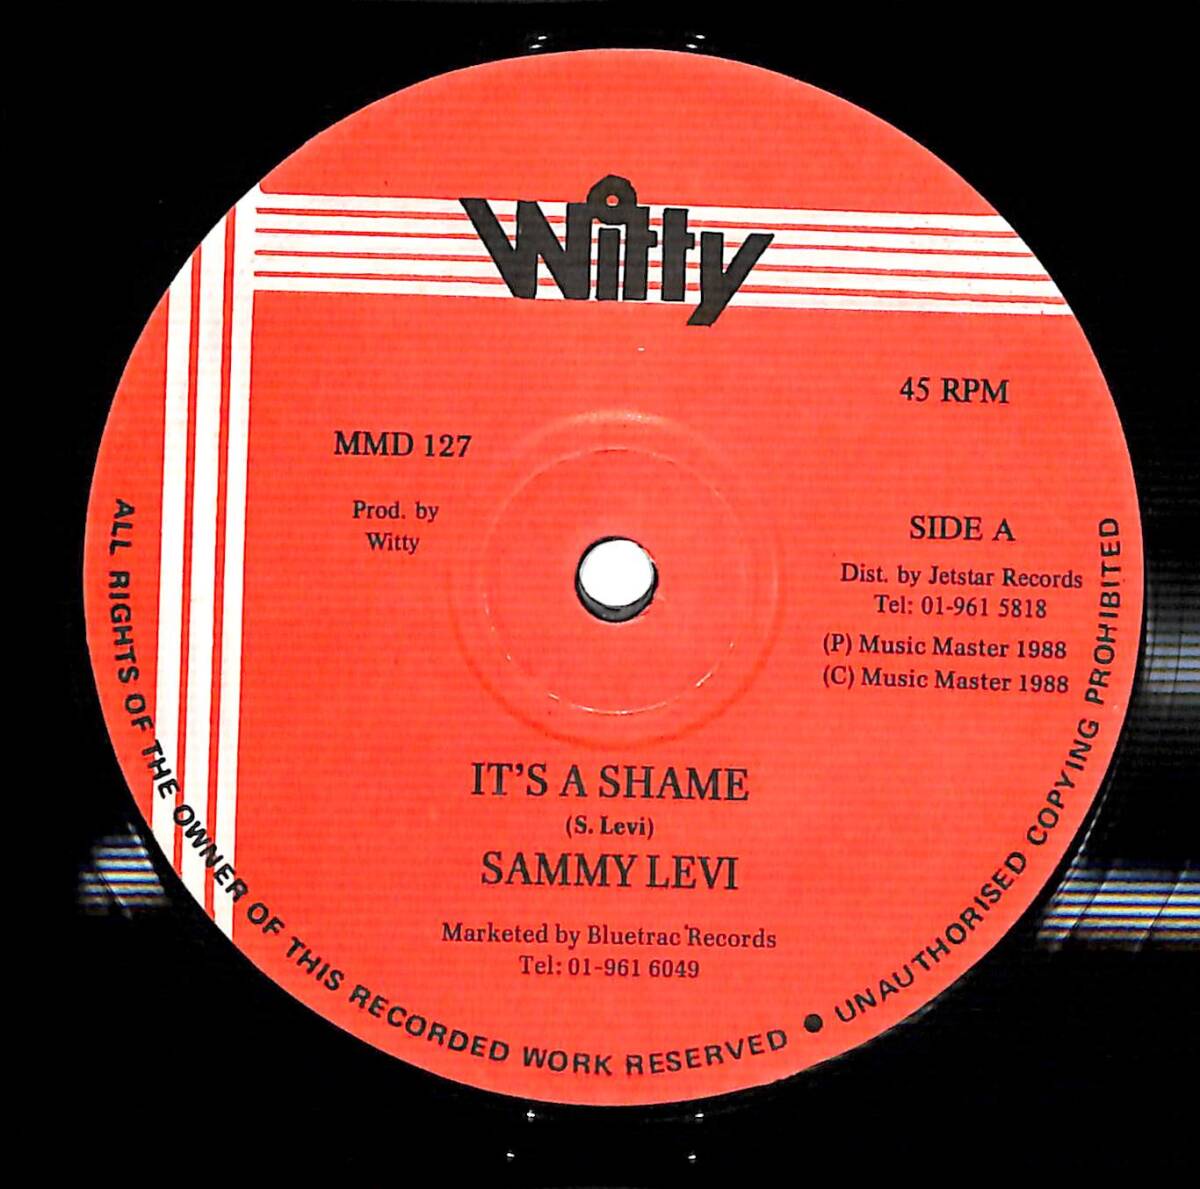 Witty
45 RPM
MMD 127
Prod. by
Witty
SIDE A
Dist. by Jetstar Records
Tel: 01-961 5818
(P) Music Master 1988
(C) Music Master 1988
IT'S A SHAME
(S. Levi)
SAMMY LEVI
Marketed by Bluetrac Records
Tel: 01-961 6049
ALL RIGHTS OF THE OWNER OF THIS RECORDED WORK RESERVED ● UNAUTHORISED COPYING PROHIBITED